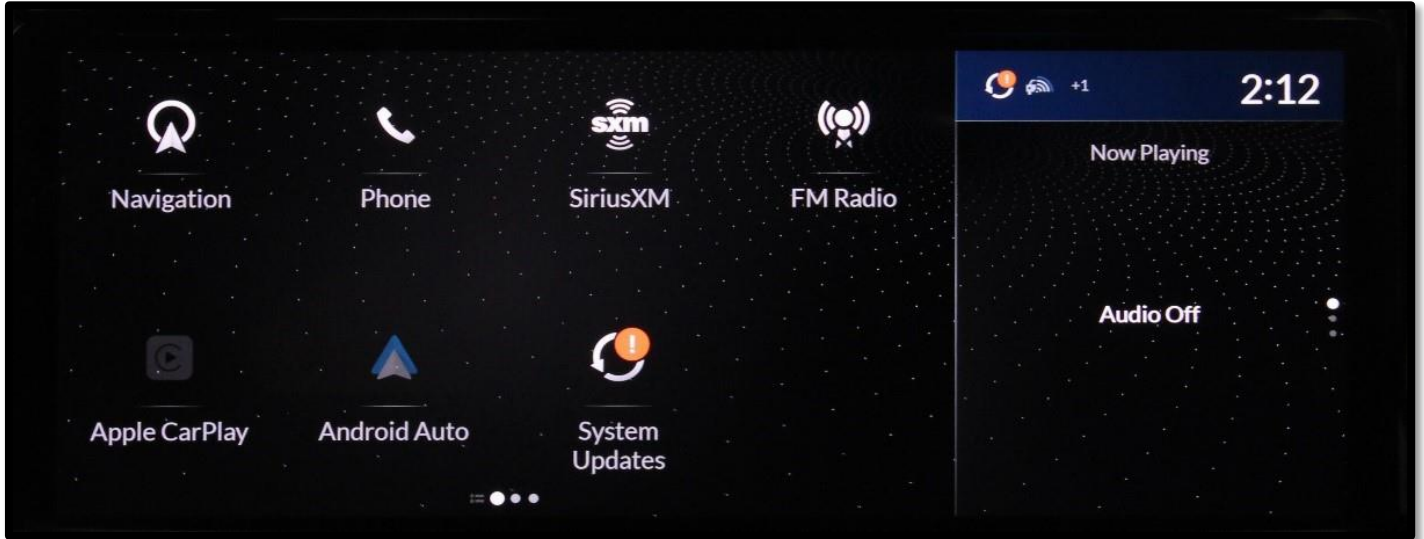 Navigation
Phone
sxm
SiriusXM
FM Radio
Apple CarPlay
Android Auto
System
Updates
+1
2:12
Now Playing
Audio Off